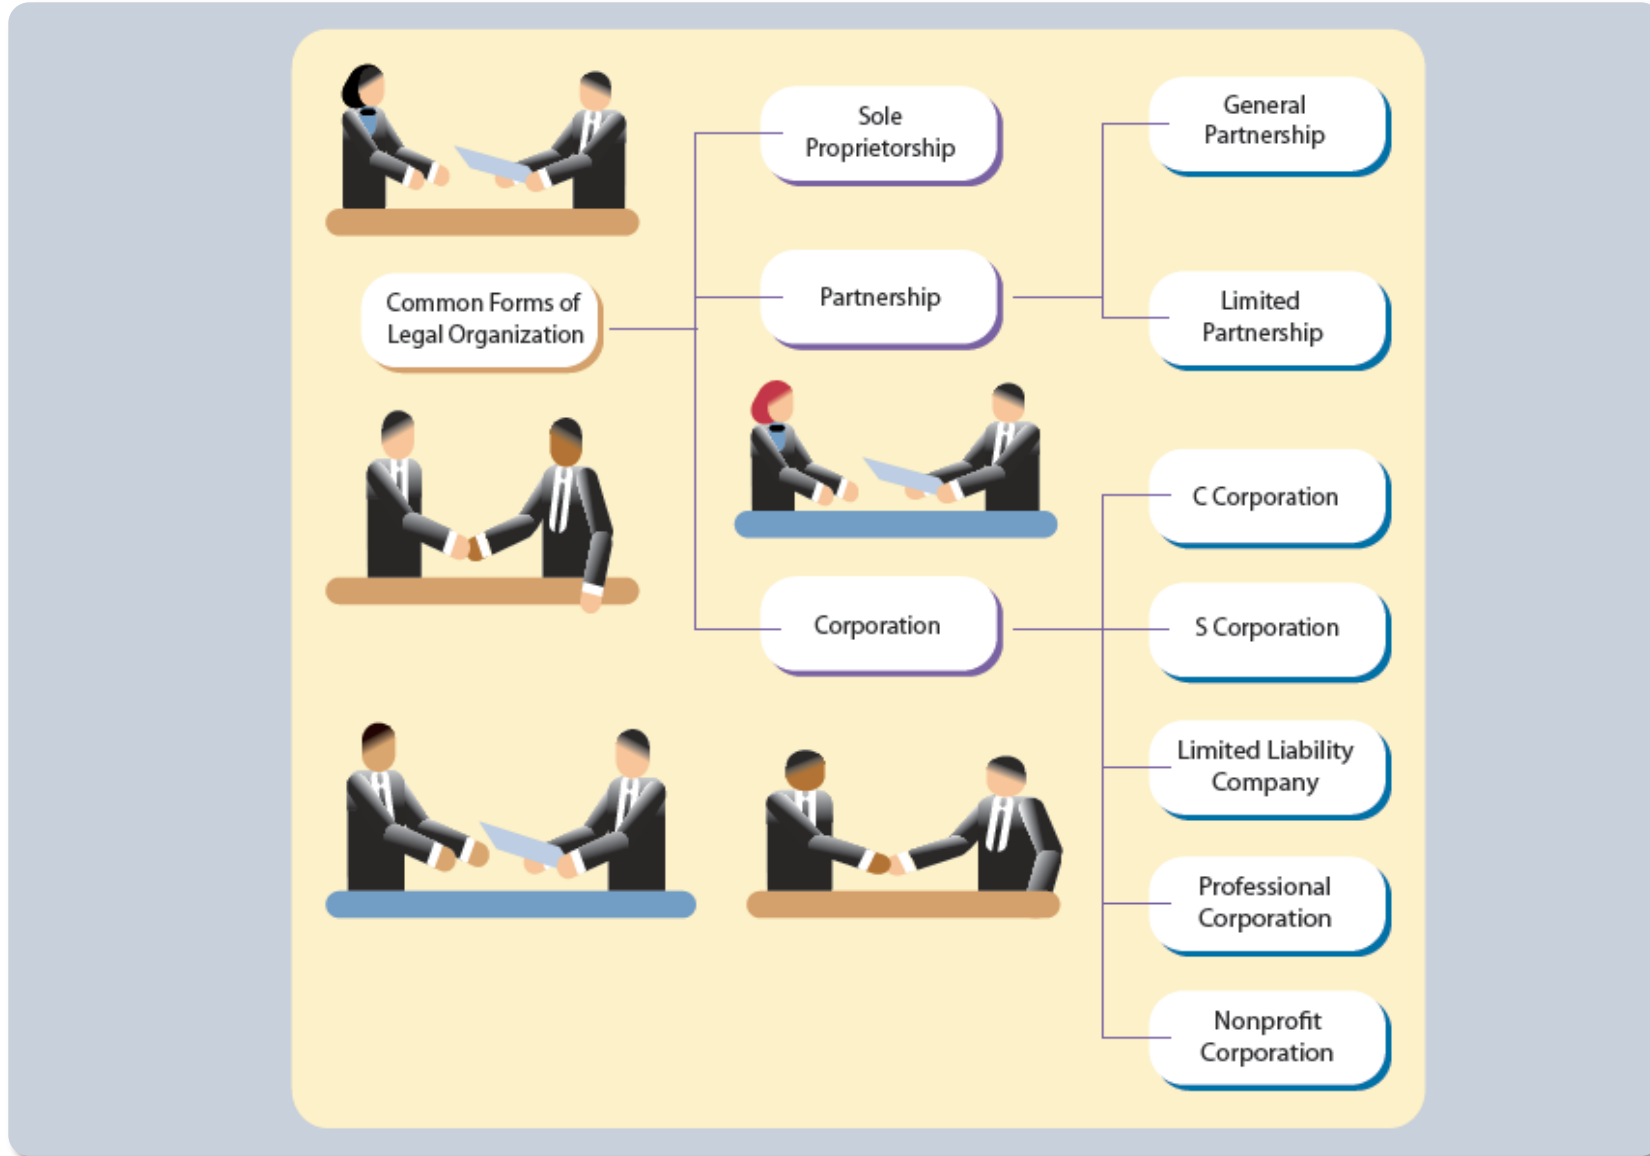 Common Forms of
Legal Organization
Sole
Proprietorship
Partnership
Corporation
General
Partnership
Limited
Partnership
C Corporation
S Corporation
Limited Liability
Company
Professional
Corporation
Nonprofit
Corporation